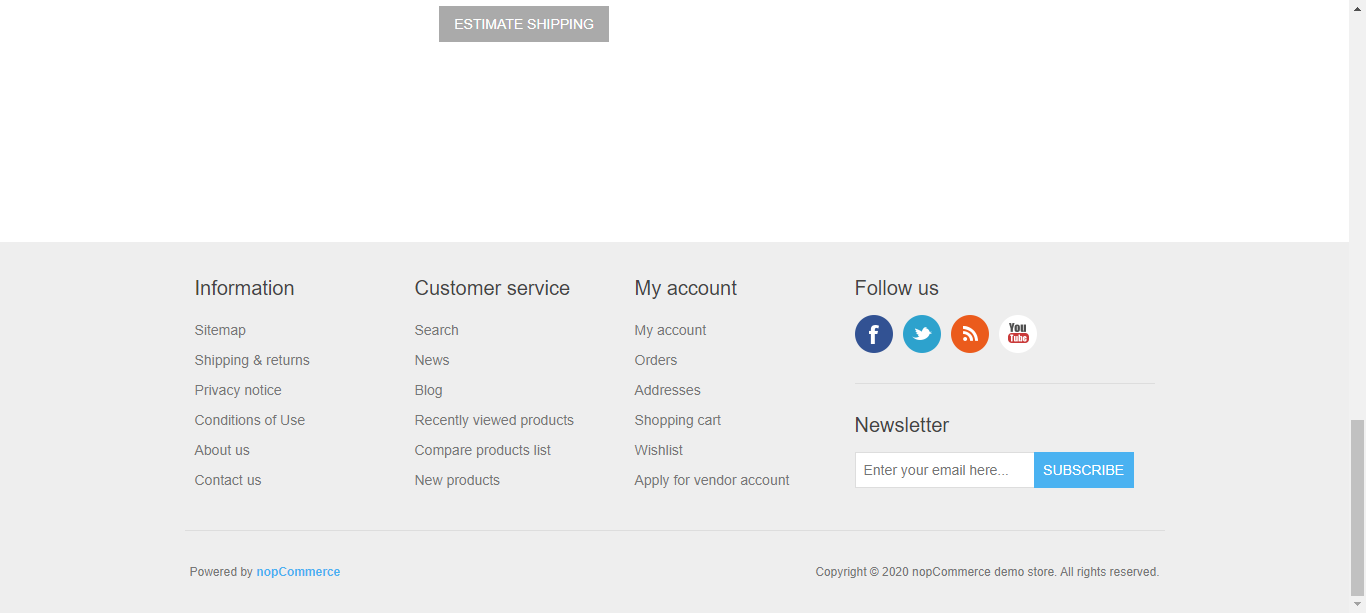 ESTIMATE SHIPPING
Information
Sitemap
Shipping & returns
Privacy notice
Conditions of Use
About us
Contact us
Customer service
Search
News
Blog
Recently viewed products
Compare products list
New products
My account
My account
Orders
Addresses
Shopping cart
Wishlist
Apply for vendor account
Follow us
f
You
Tube
Newsletter
Enter your email here...
SUBSCRIBE
Powered by nopCommerce
Copyright © 2020 nopCommerce demo store. All rights reserved.